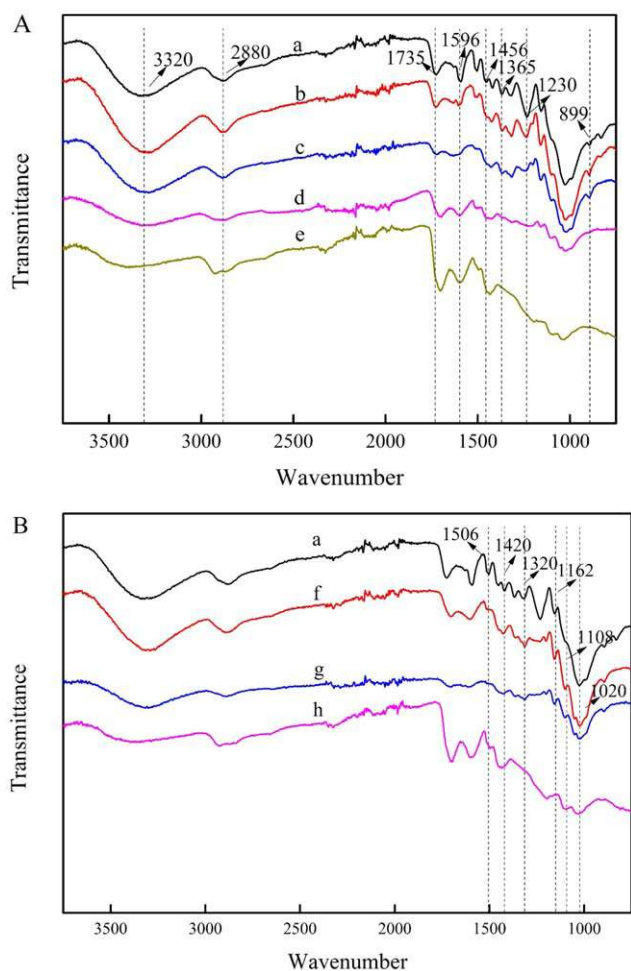 A
a
3320
2880
1735
1596
1456
1365
1230
899
b
c
d
e
Transmittance
3500 3000 2500 2000 1500 1000
Wavenumber
B
a
1506
1420
1320
1162
f
1108
g
1020
h
Transmittance
3500 3000 2500 2000 1500 1000
Wavenumber